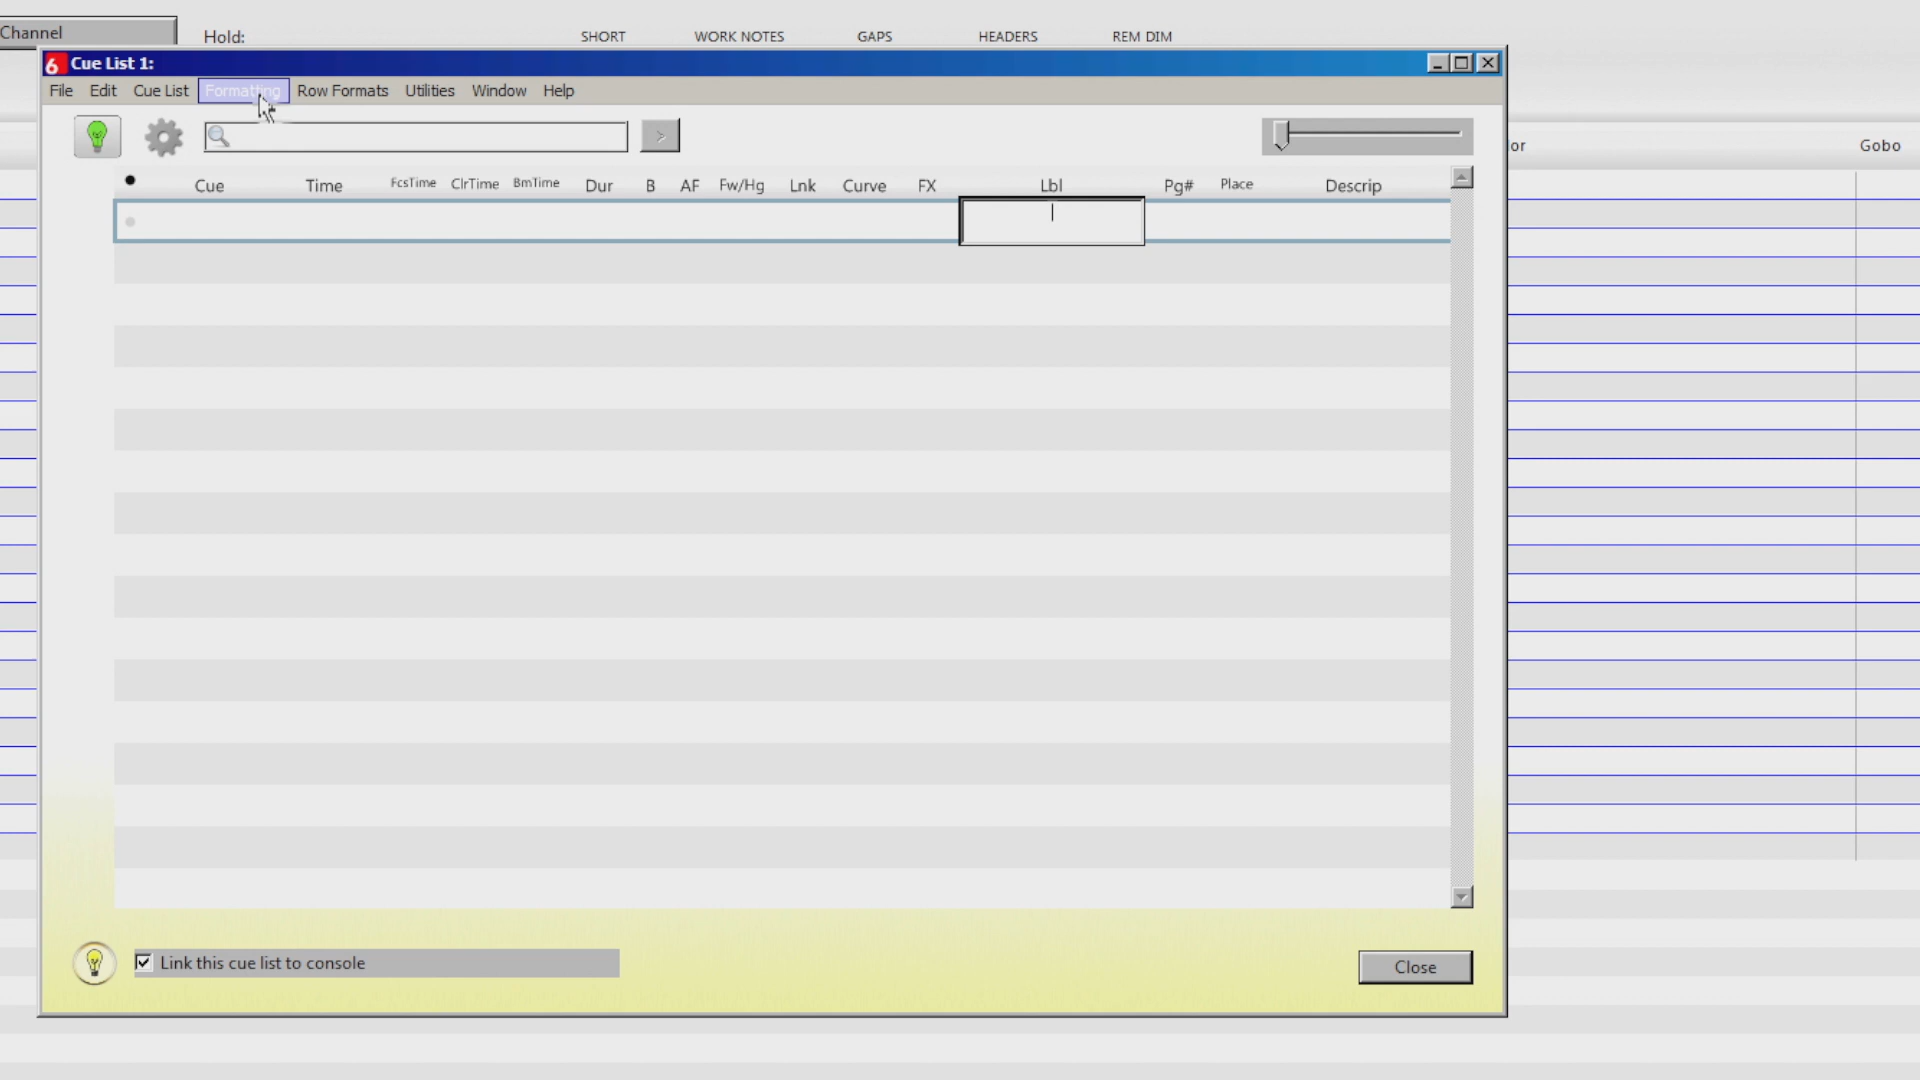 Channel
Hold:
SHORT
WORK NOTES
GAPS
HEADERS
REM DIM
6 Cue List 1:
File Edit Cue List Formatting Row Formats Utilities Window Help
>
or
Gobo
Cue Time FcsTime ClrTime BmTime Dur B AF Fw/Hg Lnk Curve FX Lbl Pg# Place Descrip
Link this cue list to console
Close